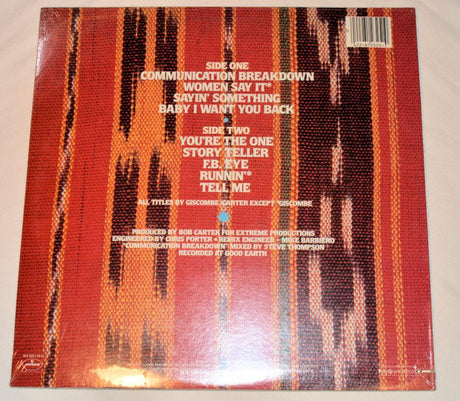 SIDE ONE
COMMUNICATION BREAKDOWN
WOMEN SAY IT*
SAYIN' SOMETHING
BABY I WANT YOU BACK
SIDE TWO
YOU'RE THE ONE
STORY TELLER
F.B. EYE
RUNNIN'*
TELL ME
ALL TITLES BY GISCOMBE/CARTER EXCEPT *GISCOMBE
PRODUCED BY BOB CARTER FOR EXTREME PRODUCTIONS
ENGINEERED BY CHRIS PORTER • REMIX ENGINEER – MIKE BARBIERO
"COMMUNICATION BREAKDOWN" MIXED BY STEVE THOMPSON
RECORDED AT GOOD EARTH